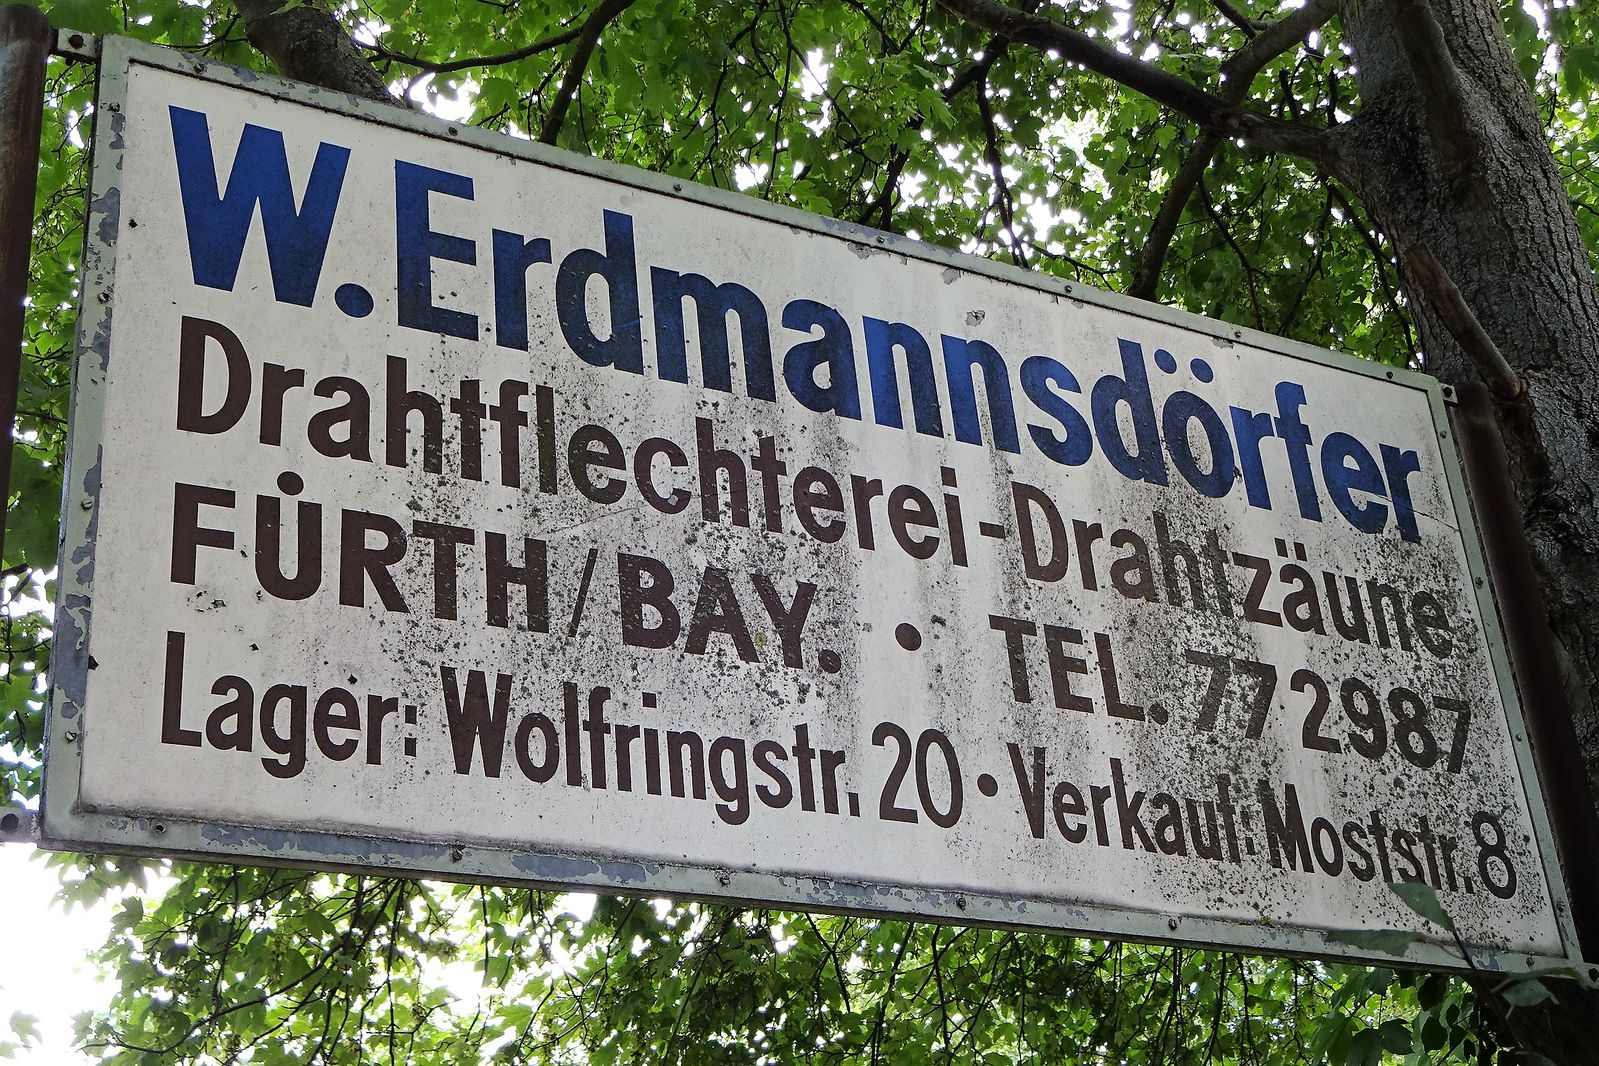 W. Erdmannsdörfer
Drahtflechterei-Drahtzäune
FÜRTH/BAY. • TEL. 772987
Lager: Wolfringstr. 20 • Verkauf: Moststr. 8